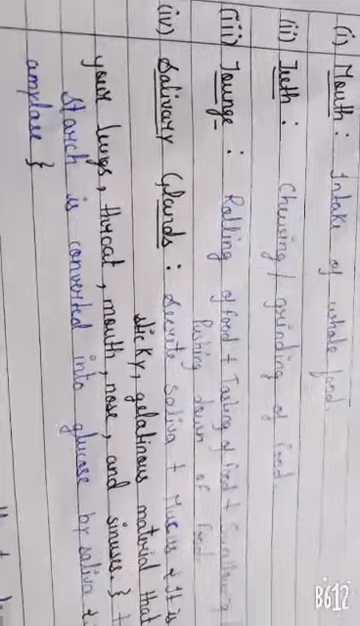 (i) Mouth : Intake of whole food.
(ii) Teeth : Chewing / grinding of food.
(iii) Tounge : Rolling of food + Tasting of food +
Pushing down of food.
(iv) Salivary Glands : Secrete saliva + Mucus { It is
sticky, gelatinous material that
your lungs, throat, mouth, nose, and sinuses. } +
Starch is converted into glucose by saliva {
amylase }
B612